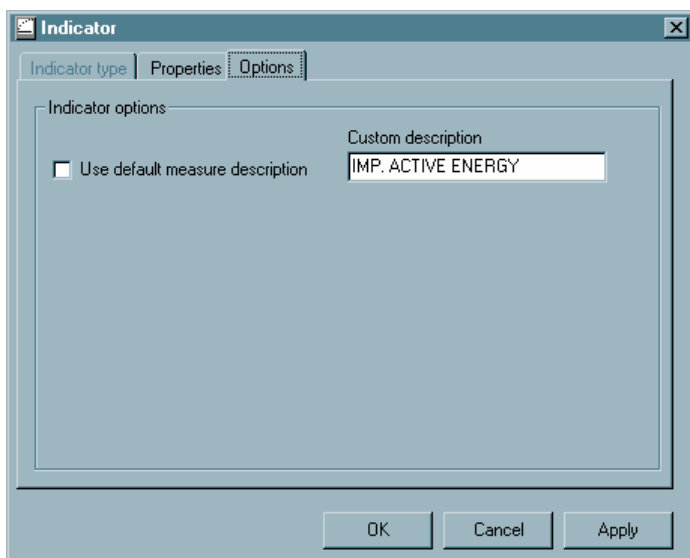 Indicator
Indicator type Properties Options
Indicator options
Custom description
Use default measure description
IMP. ACTIVE ENERGY
OK Cancel Apply